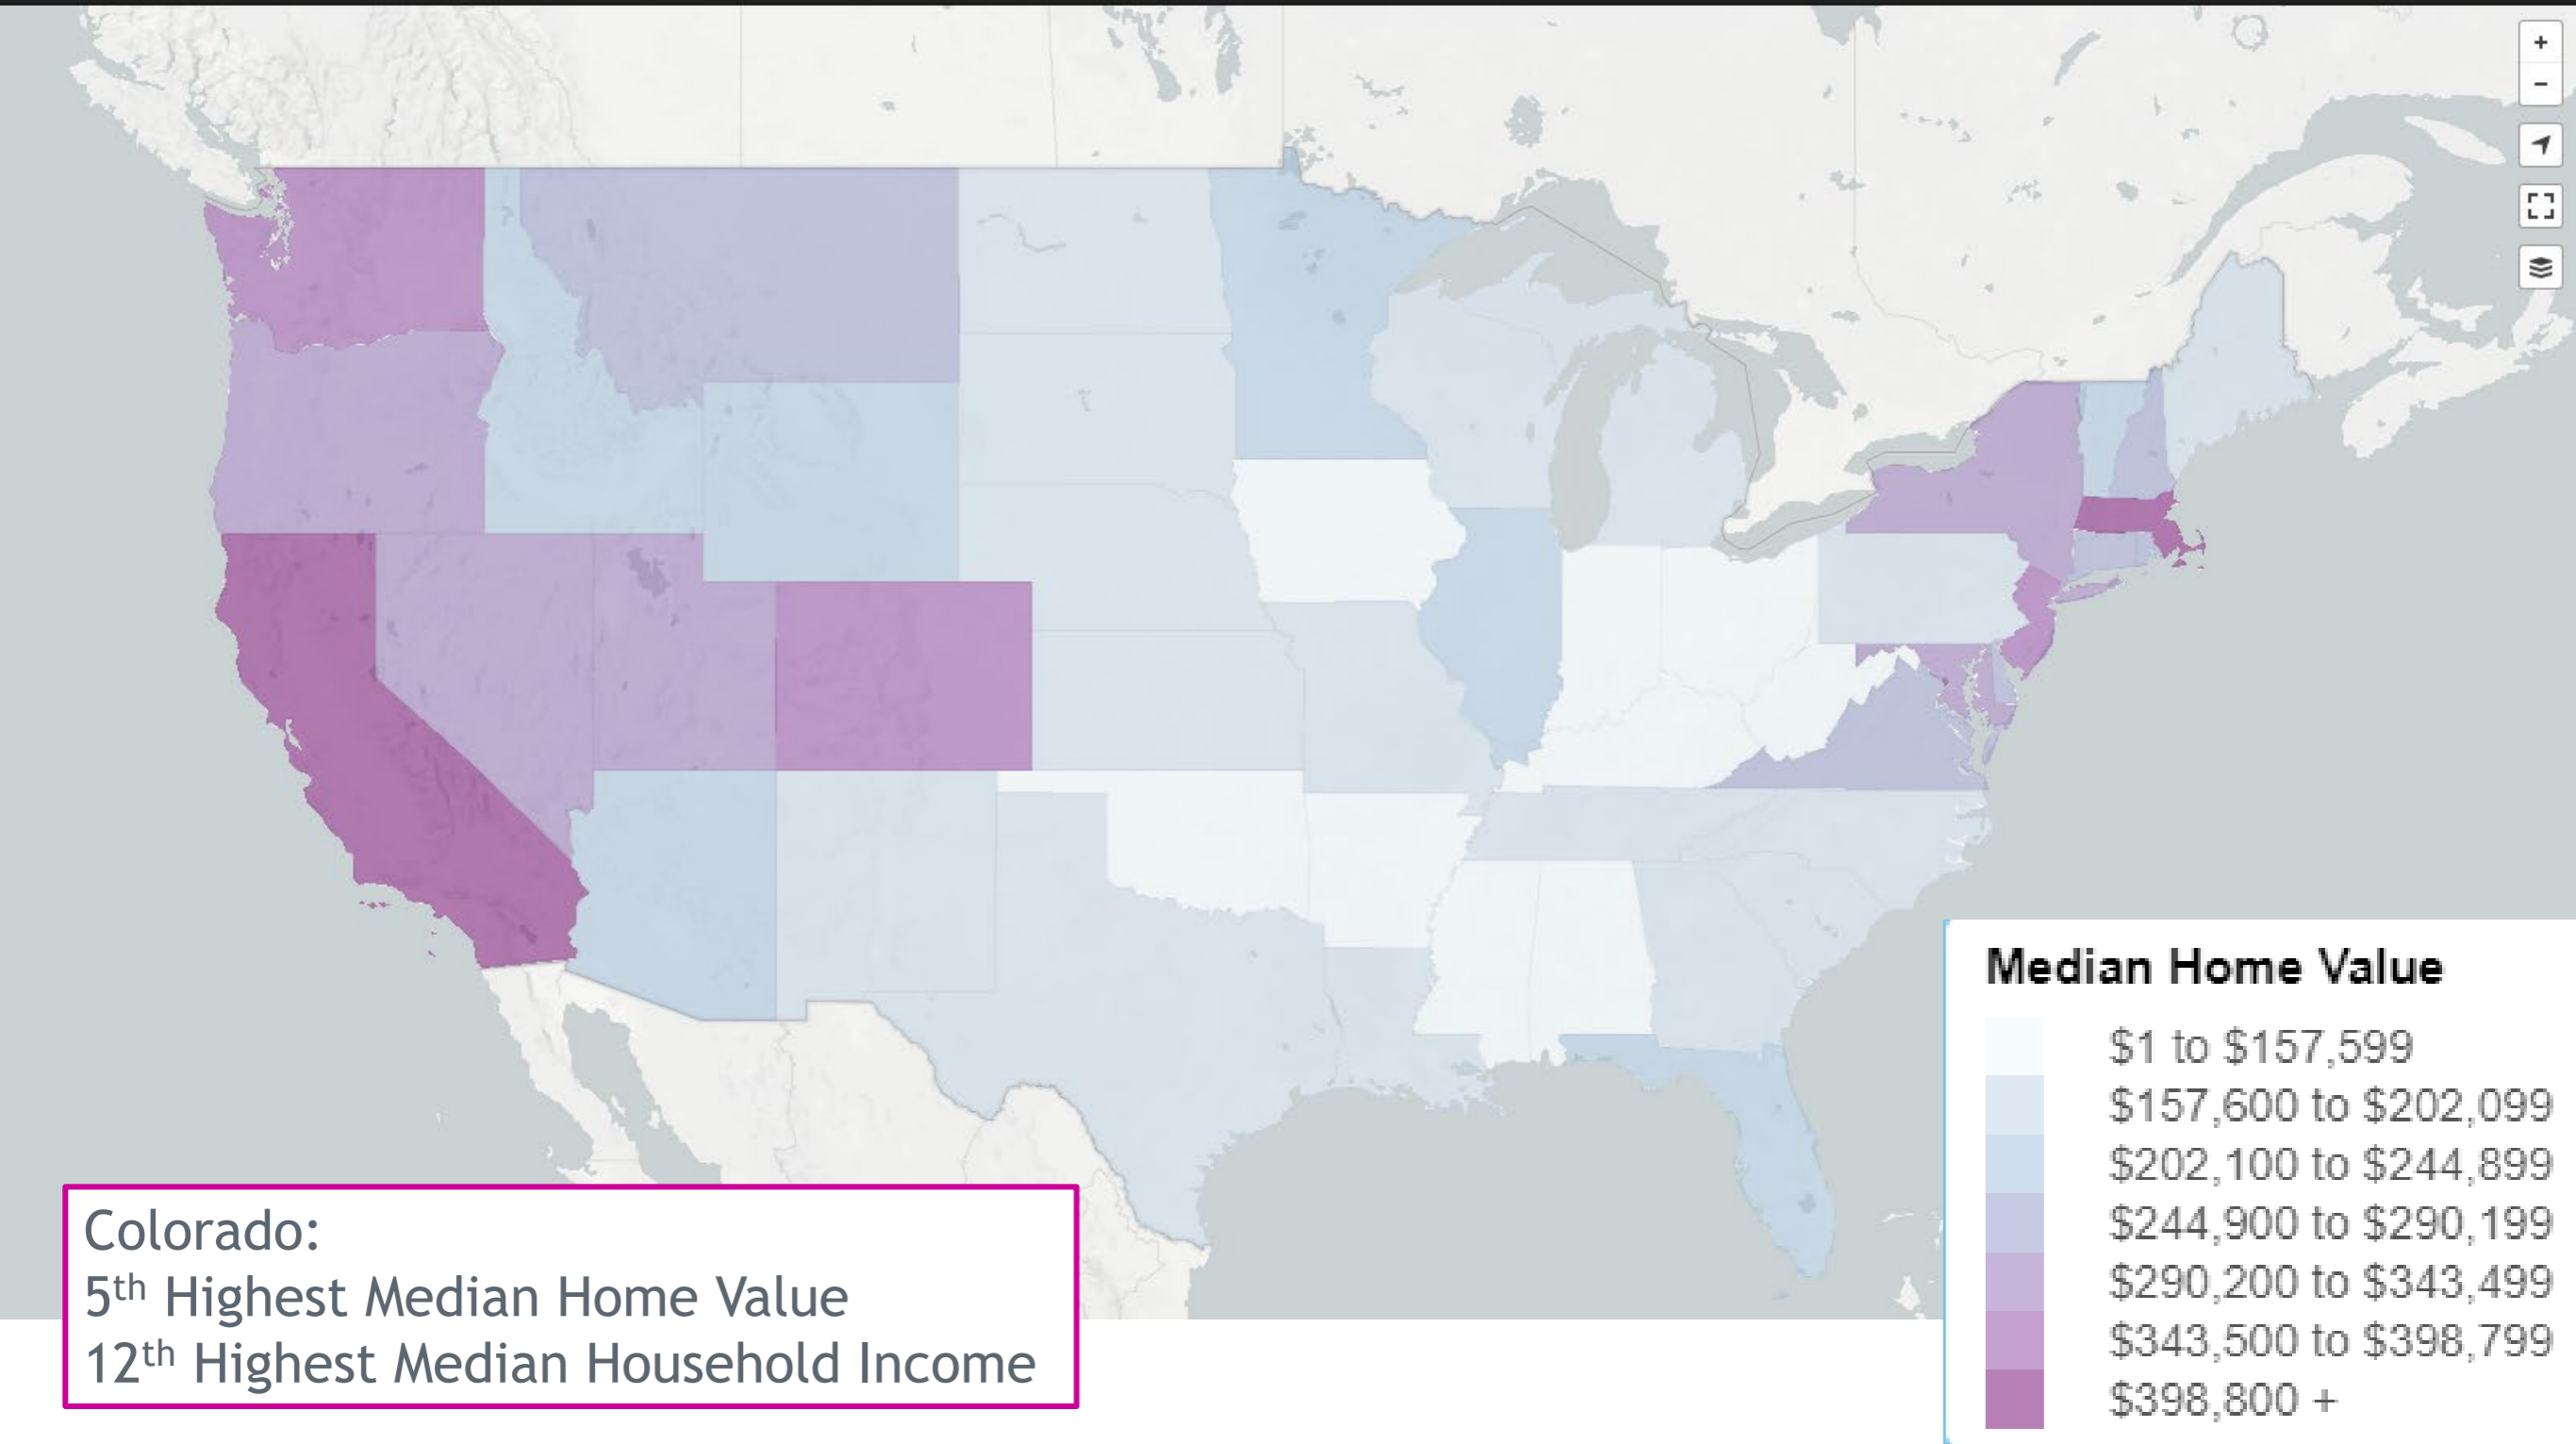 +
−
Median Home Value
$1 to $157,599
$157,600 to $202,099
$202,100 to $244,899
$244,900 to $290,199
$290,200 to $343,499
$343,500 to $398,799
$398,800 +
Colorado:
5th Highest Median Home Value
12th Highest Median Household Income